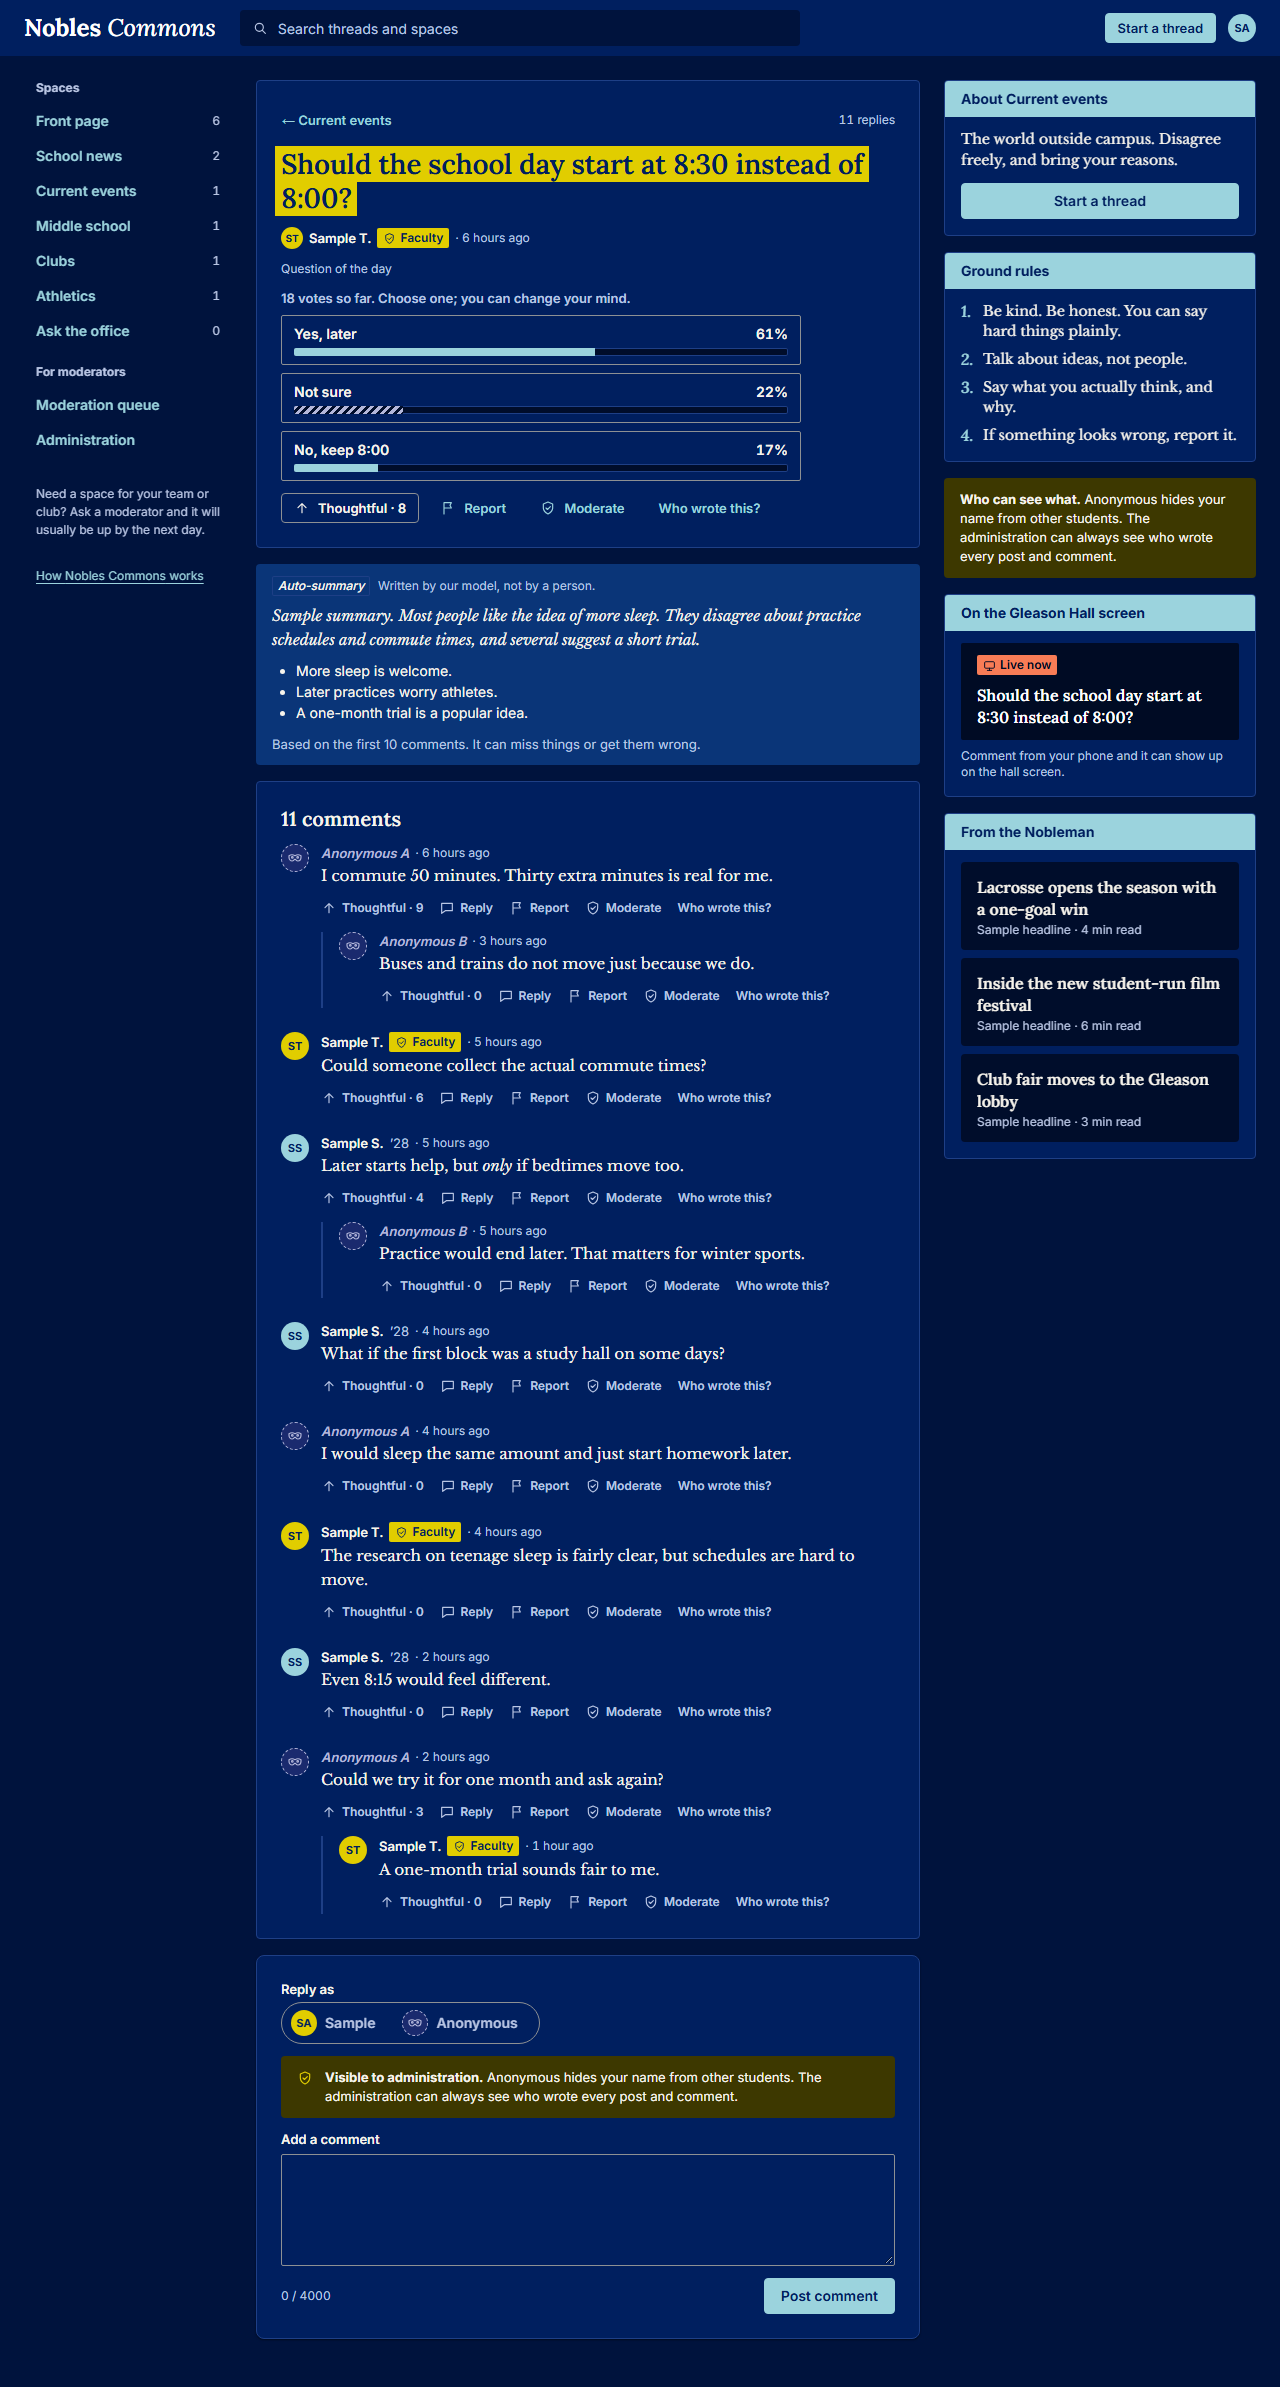 Nobles Commons
Search threads and spaces
Start a thread
SA
Spaces
Front page 6
School news 2
Current events 1
Middle school 1
Clubs 1
Athletics 1
Ask the office 0
For moderators
Moderation queue
Administration
Need a space for your team or
club? Ask a moderator and it will
usually be up by the next day.
How Nobles Commons works
← Current events
11 replies
Should the school day start at 8:30 instead of
8:00?
ST Sample T. Faculty · 6 hours ago
Question of the day
18 votes so far. Choose one; you can change your mind.
Yes, later 61%
Not sure 22%
No, keep 8:00 17%
Thoughtful · 8 Report Moderate Who wrote this?
Auto-summary Written by our model, not by a person.
Sample summary. Most people like the idea of more sleep. They disagree about practice
schedules and commute times, and several suggest a short trial.
• More sleep is welcome.
• Later practices worry athletes.
• A one-month trial is a popular idea.
Based on the first 10 comments. It can miss things or get them wrong.
11 comments
Anonymous A · 6 hours ago
I commute 50 minutes. Thirty extra minutes is real for me.
Thoughtful · 9 Reply Report Moderate Who wrote this?
Anonymous B · 3 hours ago
Buses and trains do not move just because we do.
Thoughtful · 0 Reply Report Moderate Who wrote this?
ST Sample T. Faculty · 5 hours ago
Could someone collect the actual commute times?
Thoughtful · 6 Reply Report Moderate Who wrote this?
SS Sample S. ’28 · 5 hours ago
Later starts help, but only if bedtimes move too.
Thoughtful · 4 Reply Report Moderate Who wrote this?
Anonymous B · 5 hours ago
Practice would end later. That matters for winter sports.
Thoughtful · 0 Reply Report Moderate Who wrote this?
SS Sample S. ’28 · 4 hours ago
What if the first block was a study hall on some days?
Thoughtful · 0 Reply Report Moderate Who wrote this?
Anonymous A · 4 hours ago
I would sleep the same amount and just start homework later.
Thoughtful · 0 Reply Report Moderate Who wrote this?
ST Sample T. Faculty · 4 hours ago
The research on teenage sleep is fairly clear, but schedules are hard to
move.
Thoughtful · 0 Reply Report Moderate Who wrote this?
SS Sample S. ’28 · 2 hours ago
Even 8:15 would feel different.
Thoughtful · 0 Reply Report Moderate Who wrote this?
Anonymous A · 2 hours ago
Could we try it for one month and ask again?
Thoughtful · 3 Reply Report Moderate Who wrote this?
ST Sample T. Faculty · 1 hour ago
A one-month trial sounds fair to me.
Thoughtful · 0 Reply Report Moderate Who wrote this?
Reply as
SA Sample Anonymous
Visible to administration. Anonymous hides your name from other students. The
administration can always see who wrote every post and comment.
Add a comment
0 / 4000
Post comment
About Current events
The world outside campus. Disagree
freely, and bring your reasons.
Start a thread
Ground rules
1. Be kind. Be honest. You can say
hard things plainly.
2. Talk about ideas, not people.
3. Say what you actually think, and
why.
4. If something looks wrong, report it.
Who can see what. Anonymous hides your
name from other students. The
administration can always see who wrote
every post and comment.
On the Gleason Hall screen
Live now
Should the school day start at
8:30 instead of 8:00?
Comment from your phone and it can show up
on the hall screen.
From the Nobleman
Lacrosse opens the season with
a one-goal win
Sample headline · 4 min read
Inside the new student-run film
festival
Sample headline · 6 min read
Club fair moves to the Gleason
lobby
Sample headline · 3 min read